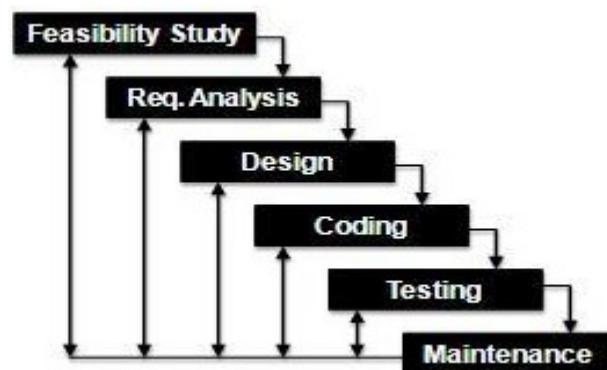 Feasibility Study
Req. Analysis
Design
Coding
Testing
Maintenance